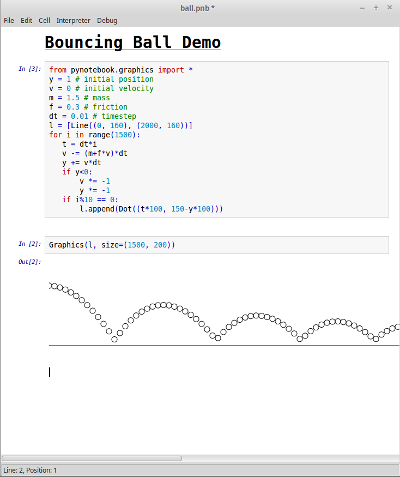 ball.pnb *
File Edit Cell Interpreter Debug
Bouncing Ball Demo
In [3]: from pynotebook.graphics import *
y = 1 # initial position
v = 0 # initial velocity
m = 1.5 # mass
f = 0.3 # friction
dt = 0.01 # timestep
l = [Line((0, 160), (2000, 160))]
for i in range(1500):
   t = dt*i
   v -= (m+f*v)*dt
   y += v*dt
   if y<0:
       v *= -1
       y *= -1
   if i%10 == 0:
       l.append(Dot((t*100, 150-y*100)))
In [2]: Graphics(l, size=(1500, 200))
Out[2]:
Line: 2, Position: 1